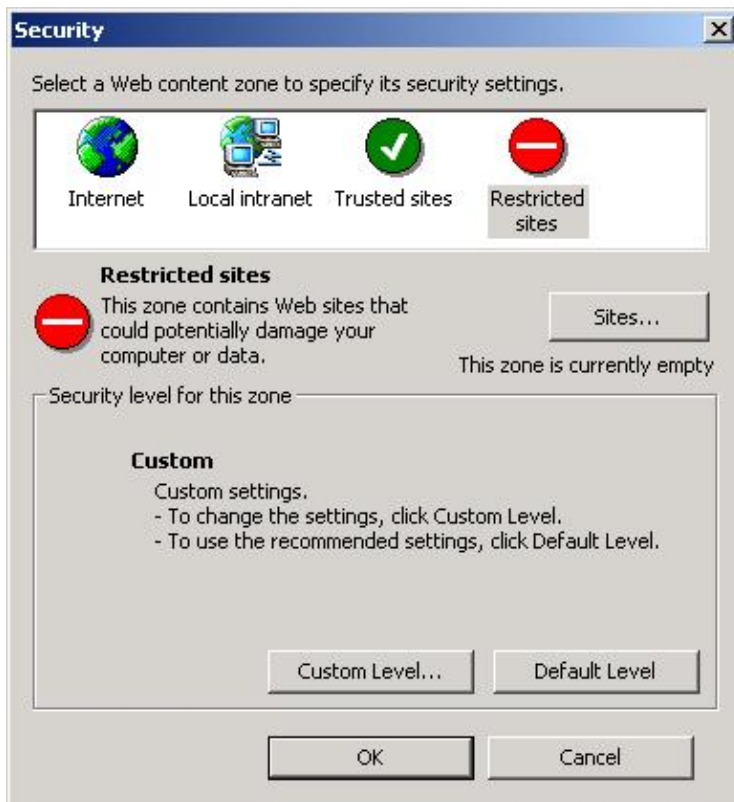 Security
Select a Web content zone to specify its security settings.
Internet
Local intranet
Trusted sites
Restricted
sites
Restricted sites
This zone contains Web sites that
could potentially damage your
computer or data.
Sites...
This zone is currently empty
Security level for this zone
Custom
Custom settings.
- To change the settings, click Custom Level.
- To use the recommended settings, click Default Level.
Custom Level...
Default Level
OK
Cancel